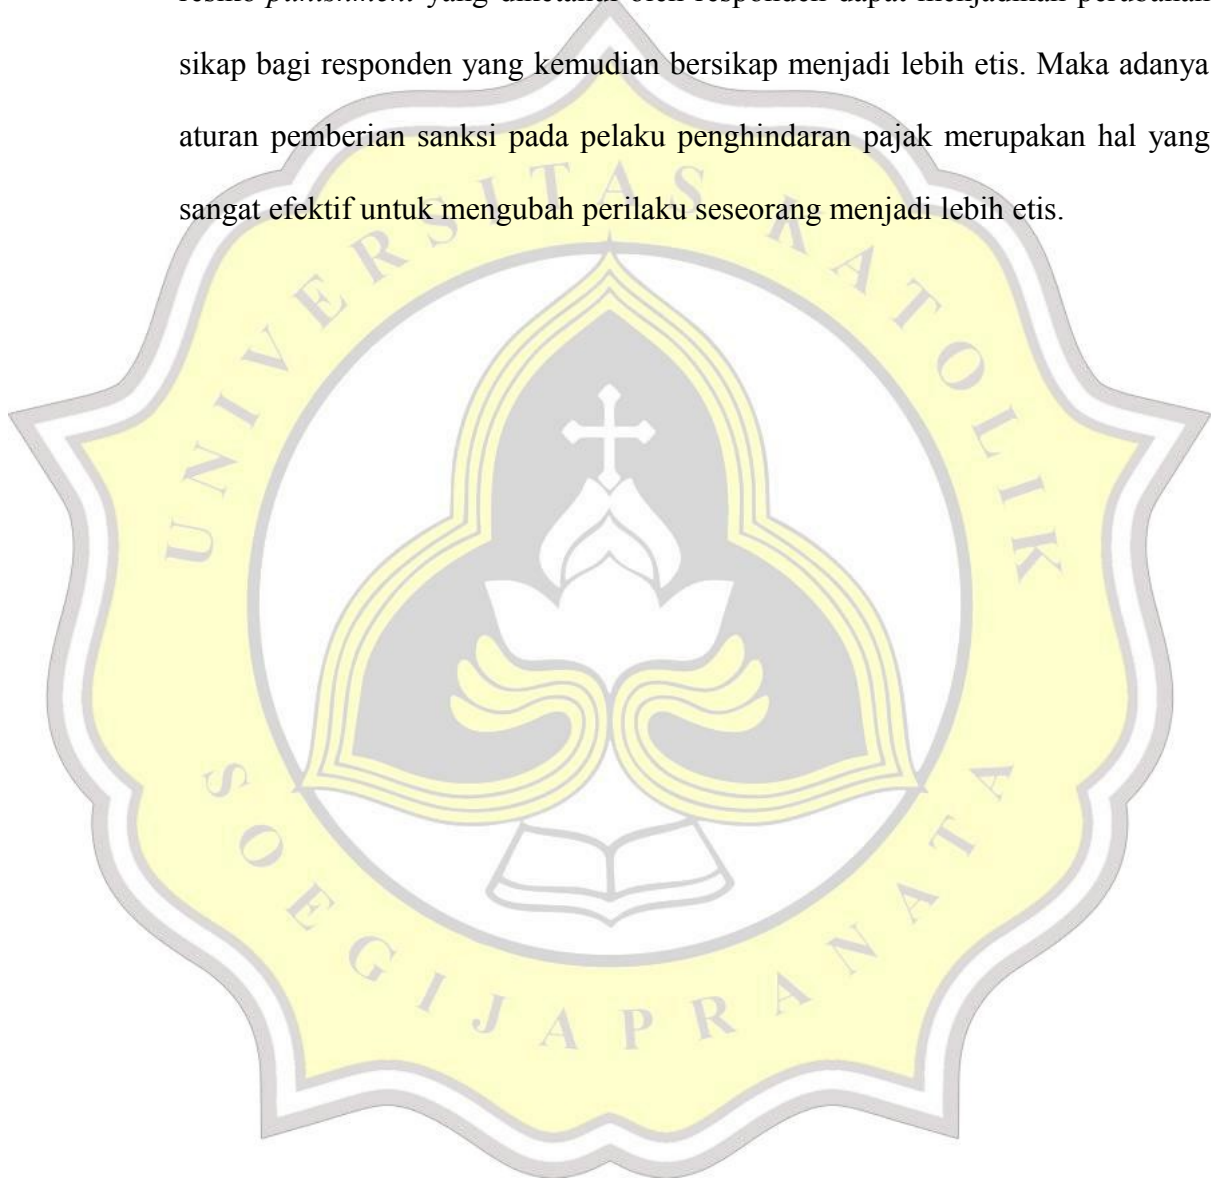 resiko punishment yang diketahui oleh responden dapat menjadikan perubahan
sikap bagi responden yang kemudian bersikap menjadi lebih etis. Maka adanya
aturan pemberian sanksi pada pelaku penghindaran pajak merupakan hal yang
sangat efektif untuk mengubah perilaku seseorang menjadi lebih etis.
UNIVERSITAS KATOLIK
SOEGIJAPRANATA